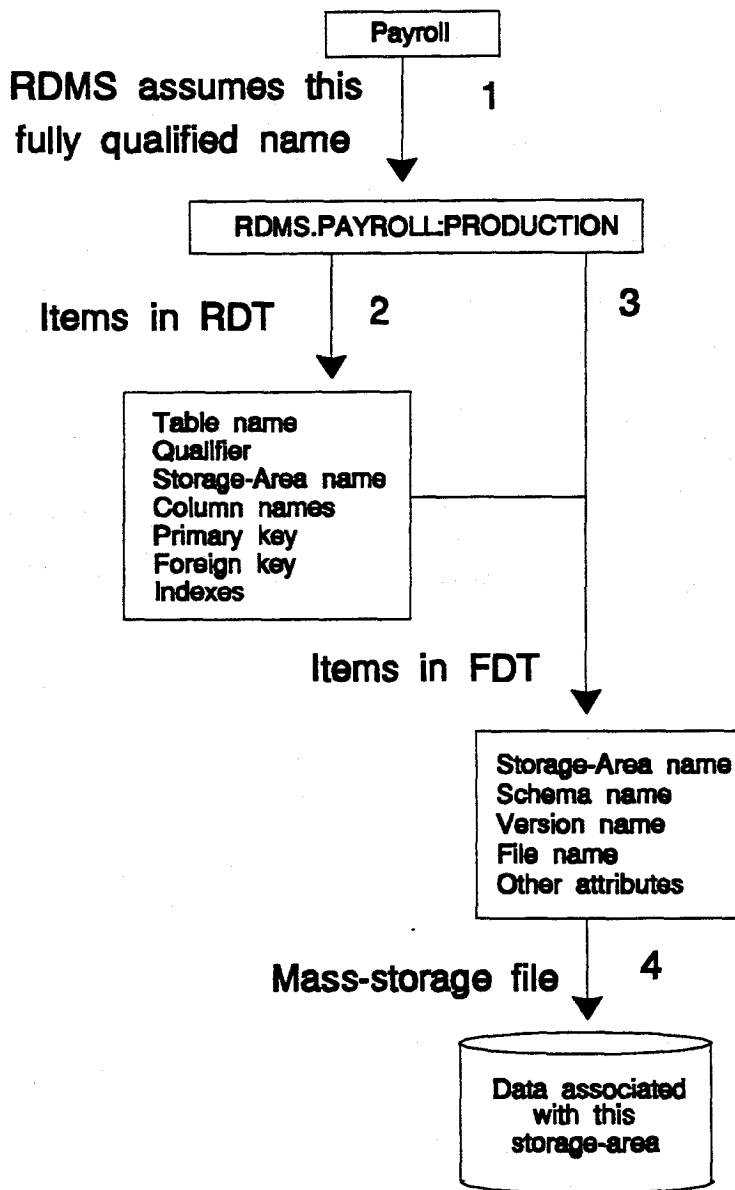 Payroll
RDMS assumes this
fully qualified name
1
RDMS.PAYROLL:PRODUCTION
Items in RDT
2
3
Table name
Qualifier
Storage-Area name
Column names
Primary key
Foreign key
Indexes
Items in FDT
Storage-Area name
Schema name
Version name
File name
Other attributes
Mass-storage file
4
Data associated
with this
storage-area